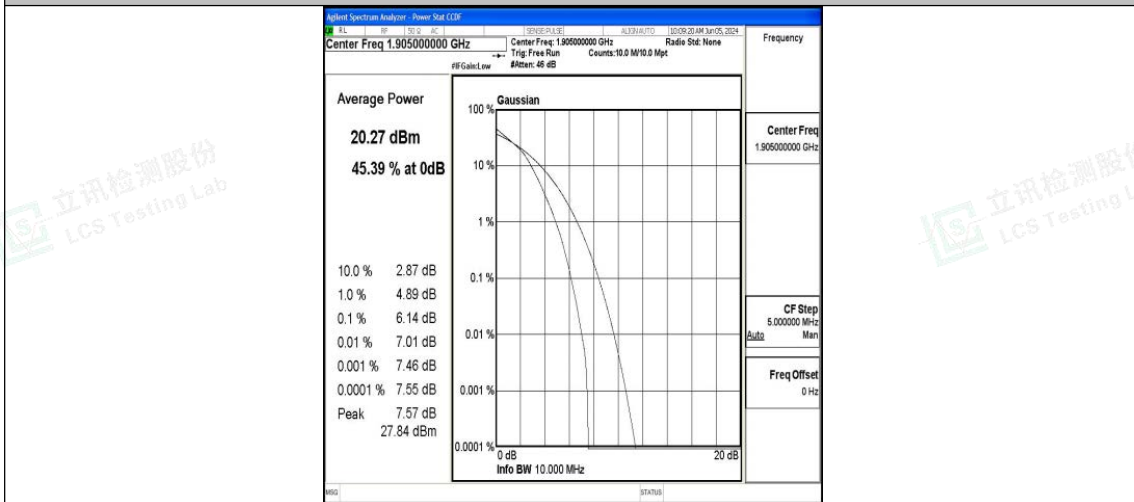 Agilent Spectrum Analyzer - Power Stat CCDF
RL RF 50 Ω AC SENSE:PULSE ALIGN AUTO 10:09:20 AM Jun 05, 2024
Center Freq 1.905000000 GHz
Center Freq: 1.905000000 GHz Radio Std: None
Trig: Free Run Counts:10.0 M/10.0 Mpt
#IFGain:Low #Atten: 46 dB
Frequency
Average Power
20.27 dBm
45.39 % at 0dB
10.0 % 2.87 dB
1.0 % 4.89 dB
0.1 % 6.14 dB
0.01 % 7.01 dB
0.001 % 7.46 dB
0.0001 % 7.55 dB
Peak 7.57 dB
27.84 dBm
Gaussian
100 %
10 %
1 %
0.1 %
0.01 %
0.001 %
0.0001 %
0 dB 20 dB
Info BW 10.000 MHz
Center Freq
1.905000000 GHz
CF Step
5.000000 MHz
Auto Man
Freq Offset
0 Hz
MSG STATUS
立讯检测股份
LCS Testing Lab
立讯检测股份
LCS Testing L